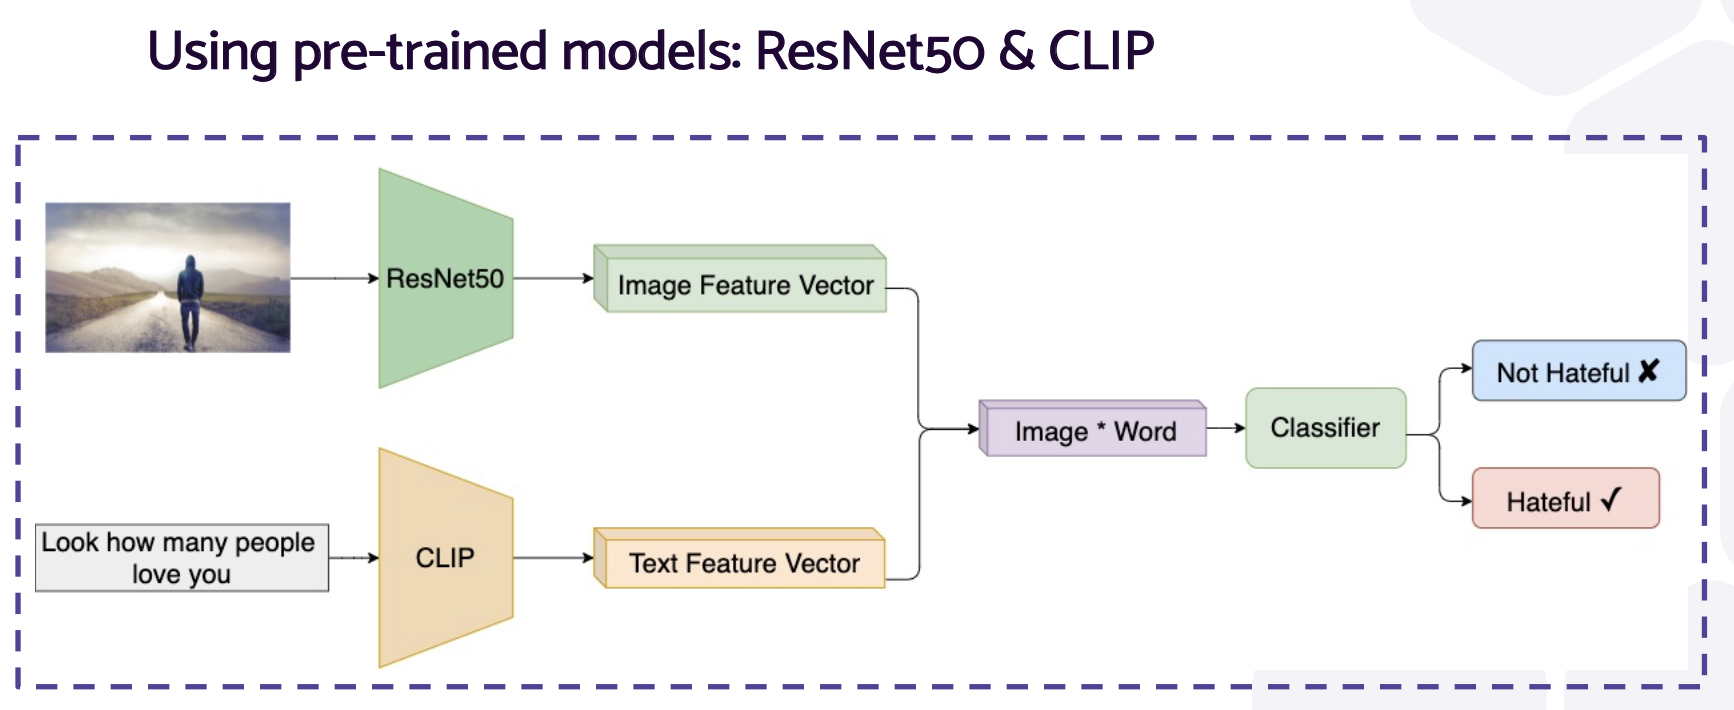 Using pre-trained models: ResNet50 & CLIP
ResNet50
Image Feature Vector
Look how many people
love you
CLIP
Text Feature Vector
Image * Word
Classifier
Not Hateful ✘
Hateful ✓